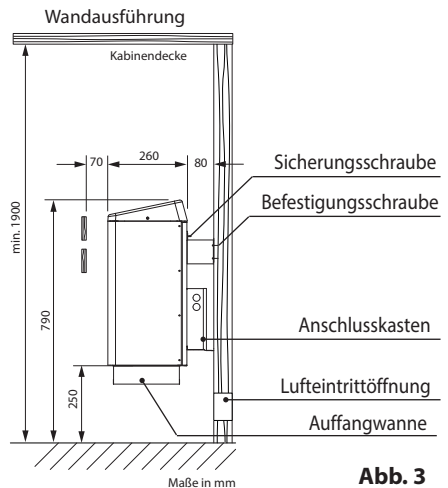 Wandausführung
Kabinendecke
70
260
80
Sicherungsschraube
Befestigungsschraube
min. 1900
790
Anschlusskasten
Lufteintrittöffnung
250
Auffangwanne
Maße in mm
Abb. 3